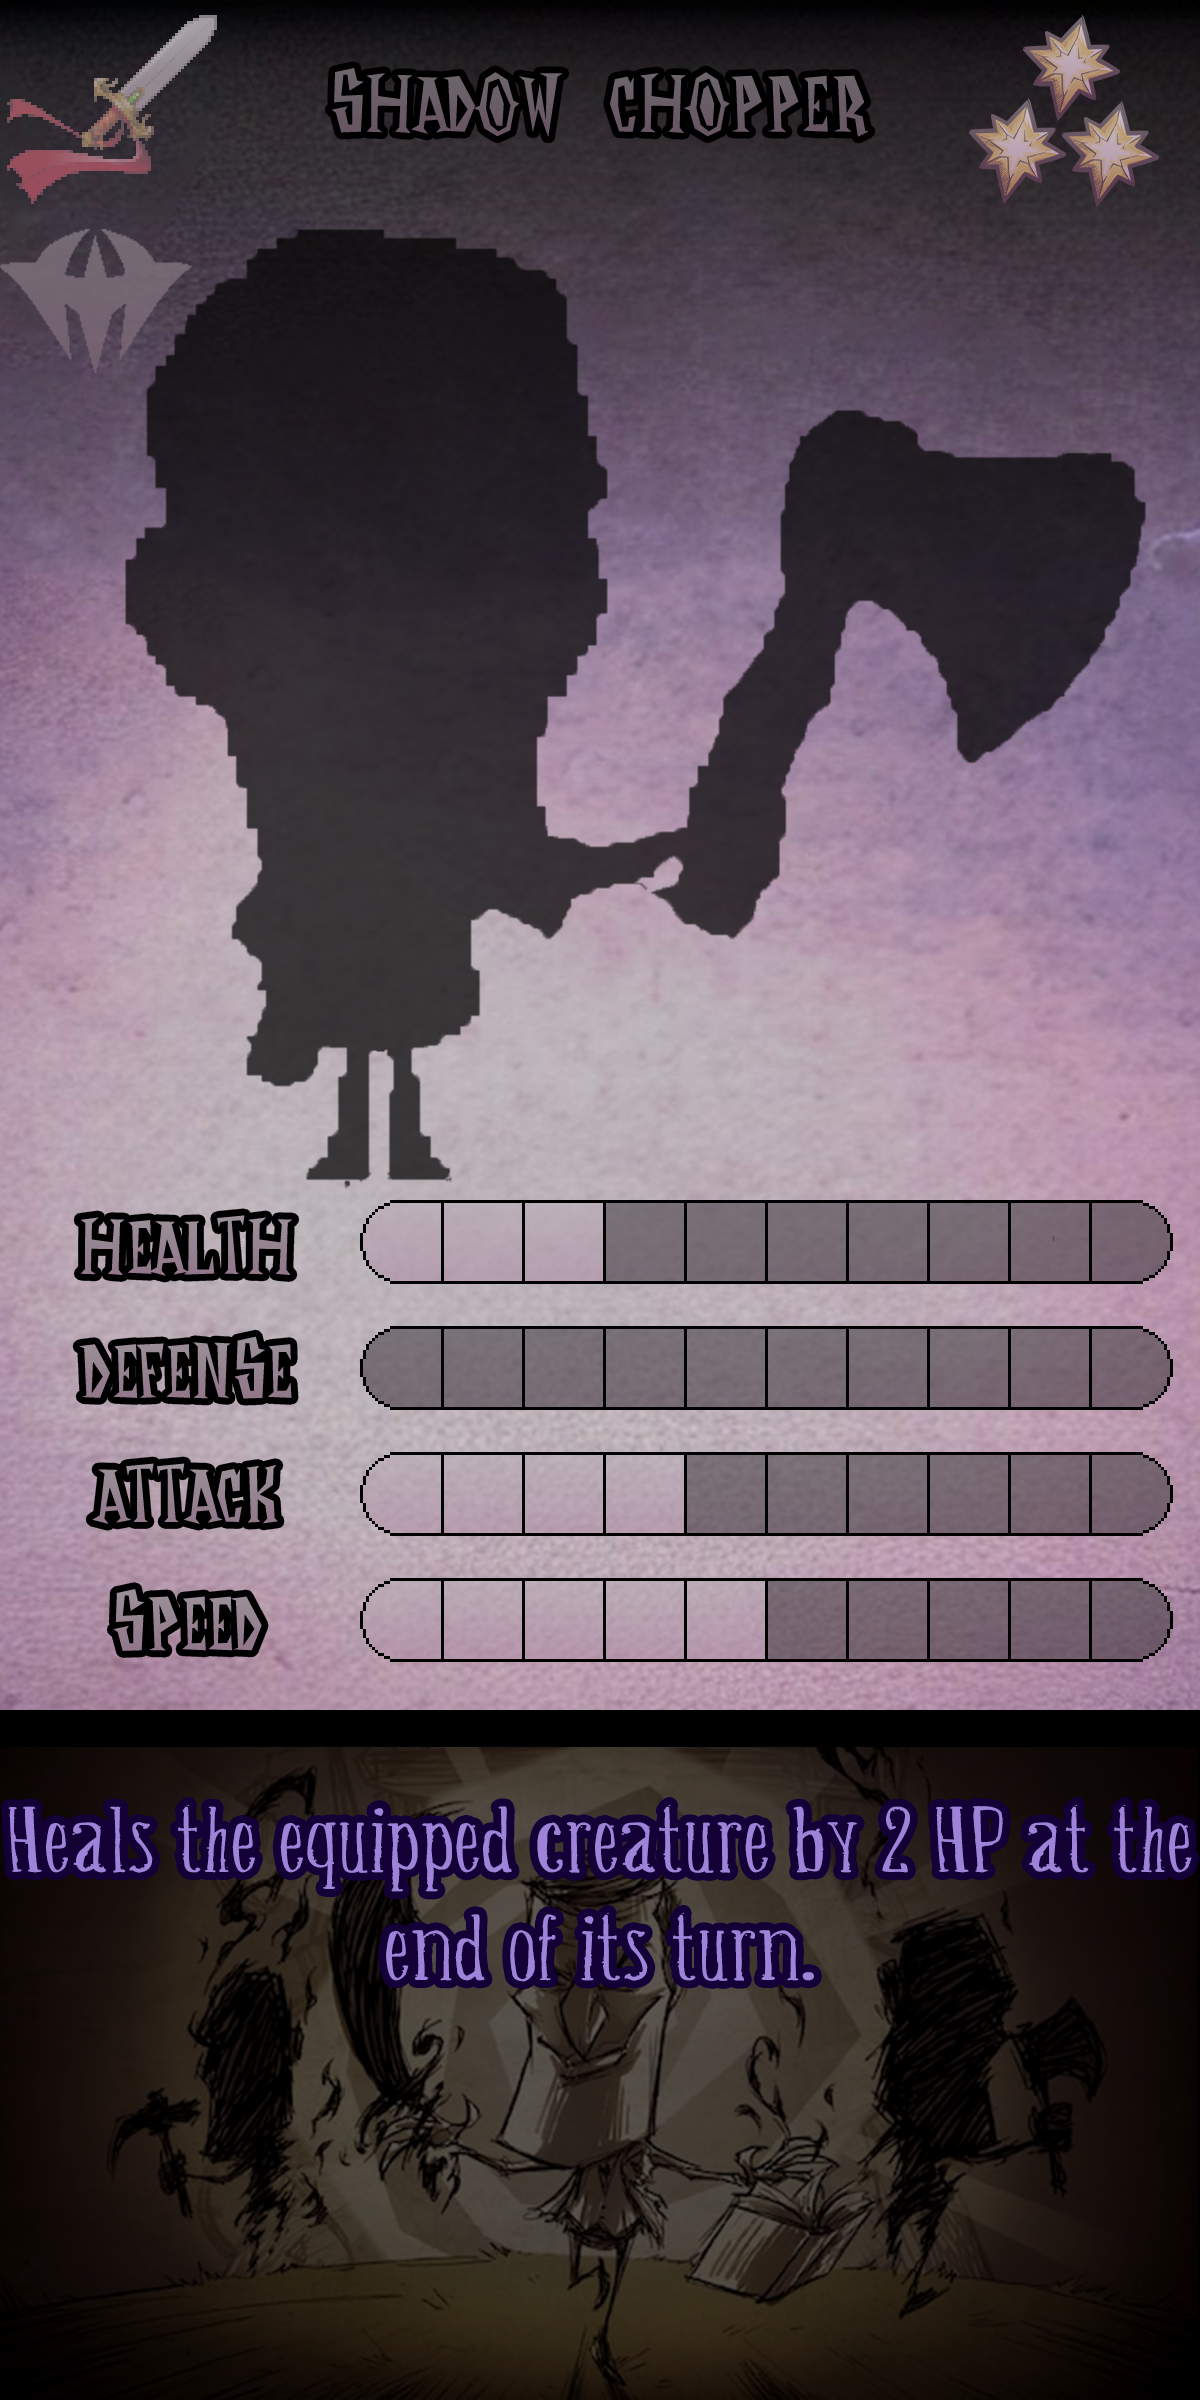 SHADOW CHOPPER
HEALTH
DEFENSE
ATTACK
SPEED
Heals the equipped creature by 2 HP at the
end of its turn.